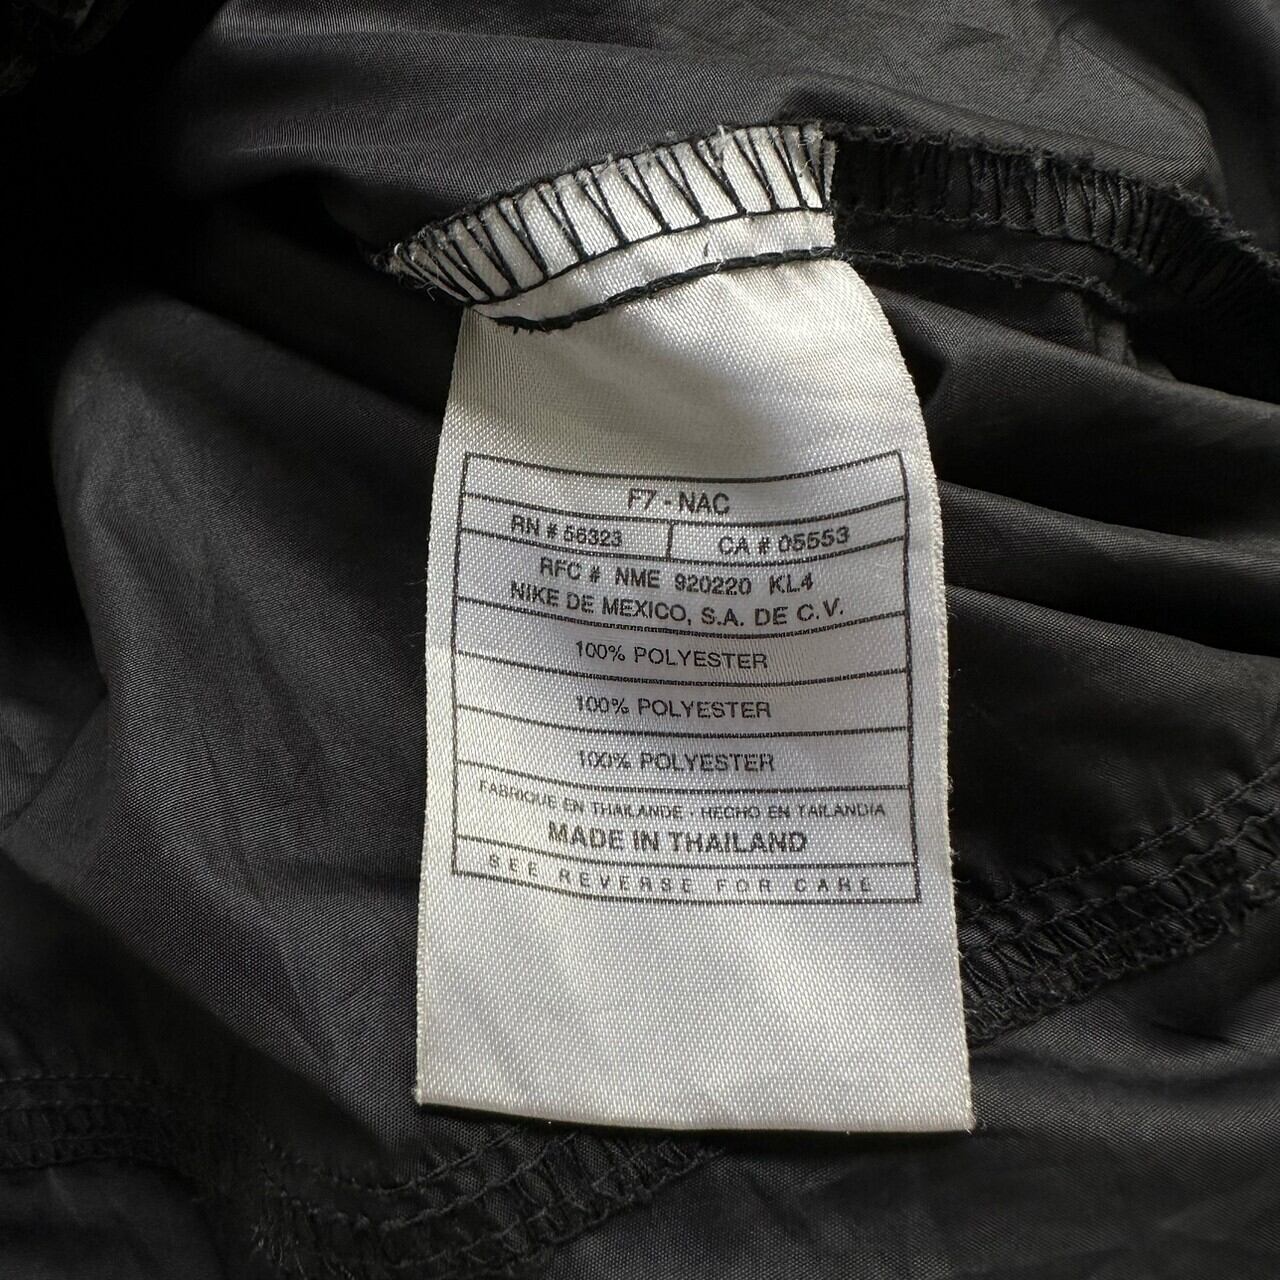 F7 - NAC
RN # 56323 CA # 05553
RFC # NME 920220 KL4
NIKE DE MEXICO, S.A. DE C.V.
100% POLYESTER
100% POLYESTER
100% POLYESTER
FABRIQUE EN THAILANDE - HECHO EN TAILANDIA
MADE IN THAILAND
SEE REVERSE FOR CARE